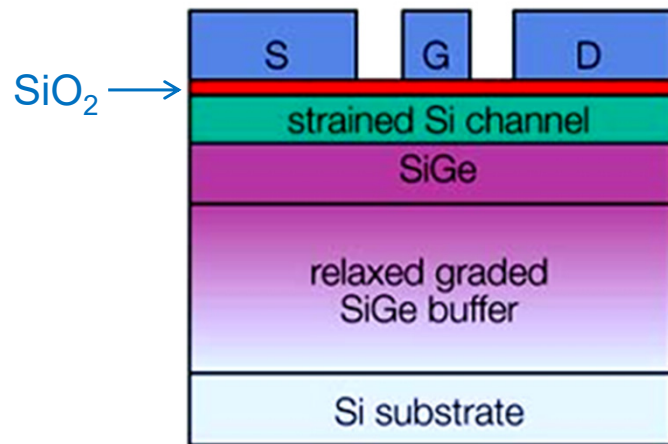 S G D
SiO₂
strained Si channel
SiGe
relaxed graded
SiGe buffer
Si substrate